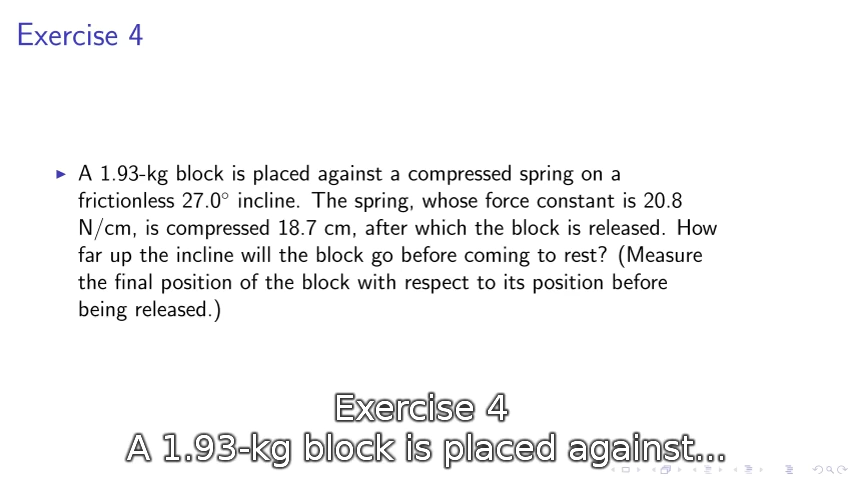 Exercise 4
▶ A 1.93-kg block is placed against a compressed spring on a
frictionless 27.0° incline. The spring, whose force constant is 20.8
N/cm, is compressed 18.7 cm, after which the block is released. How
far up the incline will the block go before coming to rest? (Measure
the final position of the block with respect to its position before
being released.)
Exercise 4
A 1.93-kg block is placed against...